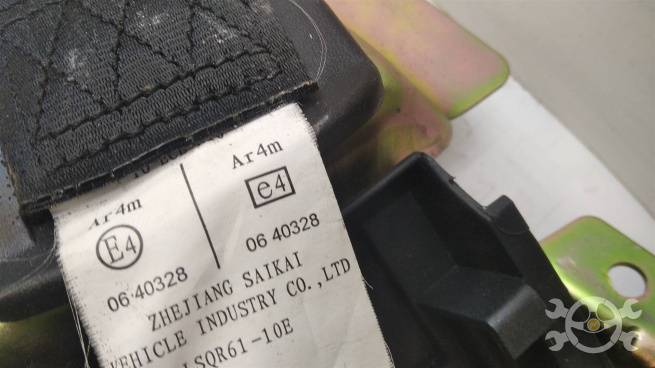 Ar4m
Ar4m
E4
e4
06 40328
06 40328
ZHEJIANG SAIKAI
VEHICLE INDUSTRY CO.,LTD
LSQR61-10E